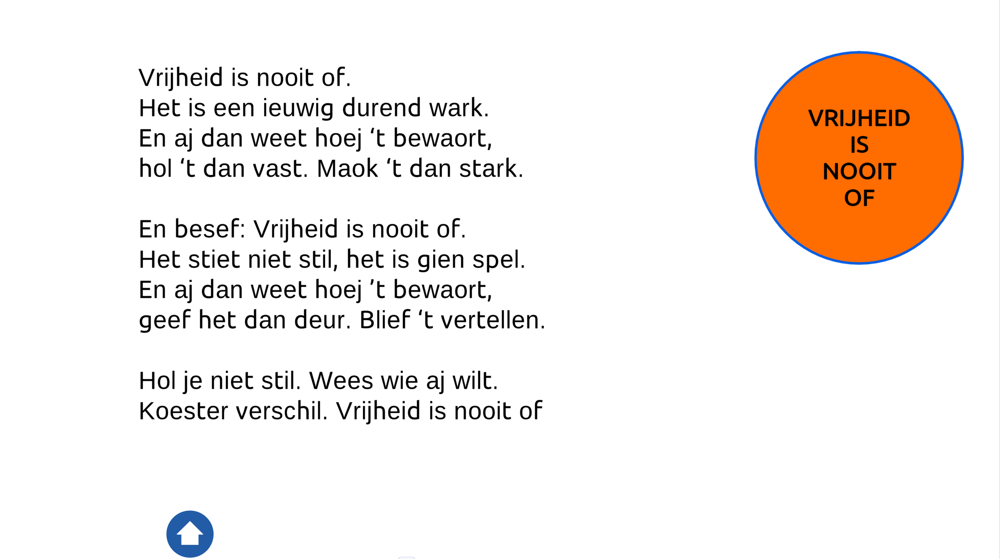 Vrijheid is nooit of.
Het is een ieuwig durend wark.
En aj dan weet hoej ‘t bewaort,
hol ‘t dan vast. Maok ‘t dan stark.

En besef: Vrijheid is nooit of.
Het stiet niet stil, het is gien spel.
En aj dan weet hoej ’t bewaort,
geef het dan deur. Blief ‘t vertellen.

Hol je niet stil. Wees wie aj wilt.
Koester verschil. Vrijheid is nooit of

VRIJHEID
IS
NOOIT
OF